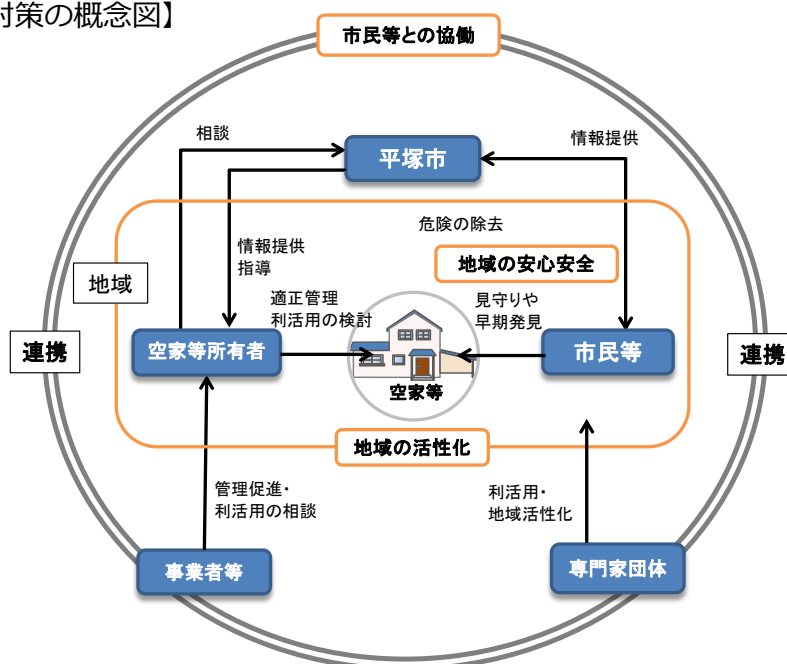 対策の概念図】
市民等との協働
相談
平塚市
情報提供
危険の除去
情報提供
指導
地域の安心安全
地域
適正管理
利活用の検討
見守りや
早期発見
連携
空家等所有者
空家等
市民等
連携
地域の活性化
管理促進・
利活用の相談
利活用・
地域活性化
事業者等
専門家団体